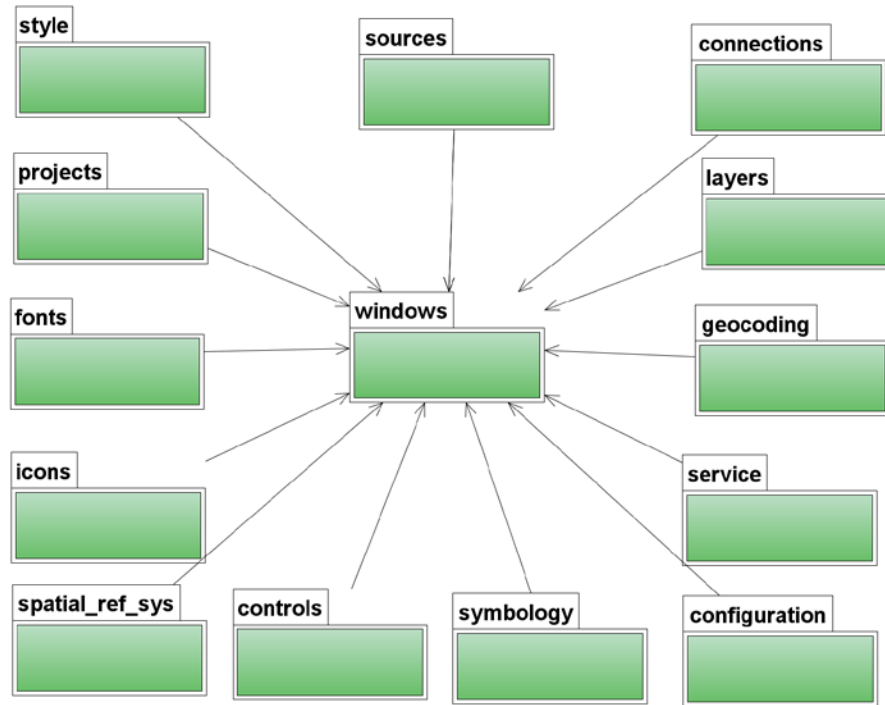 style
sources
connections
projects
layers
fonts
windows
geocoding
icons
service
spatial_ref_sys
controls
symbology
configuration